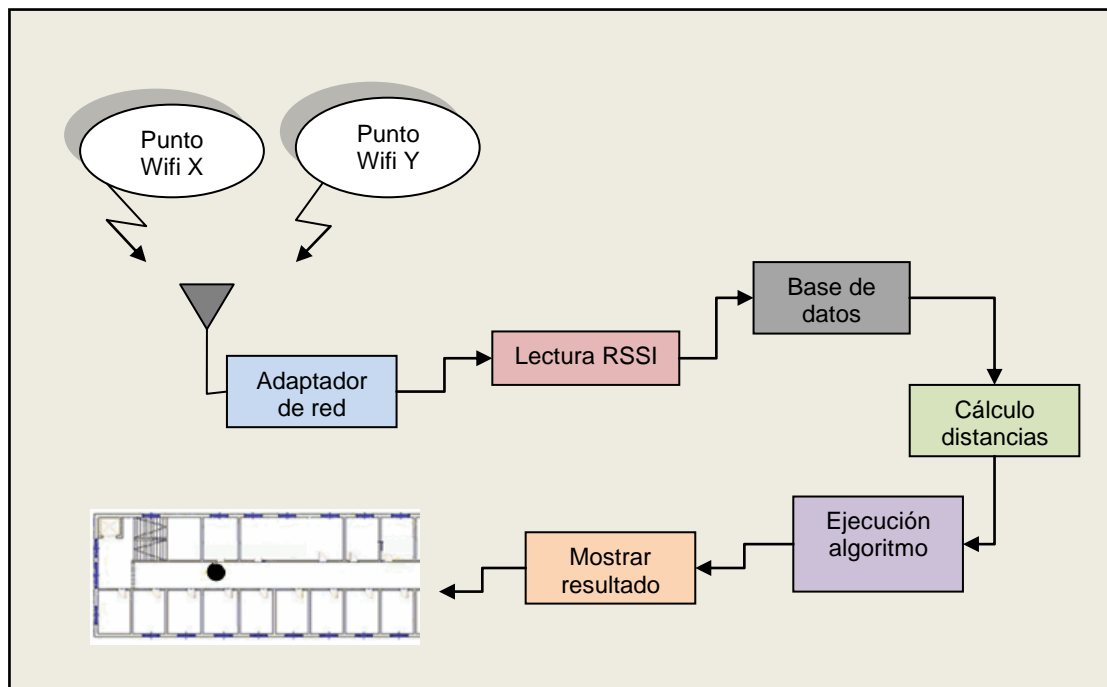 Punto
Wifi X
Punto
Wifi Y
Base de
datos
Lectura RSSI
Adaptador
de red
Cálculo
distancias
Ejecución
algoritmo
Mostrar
resultado